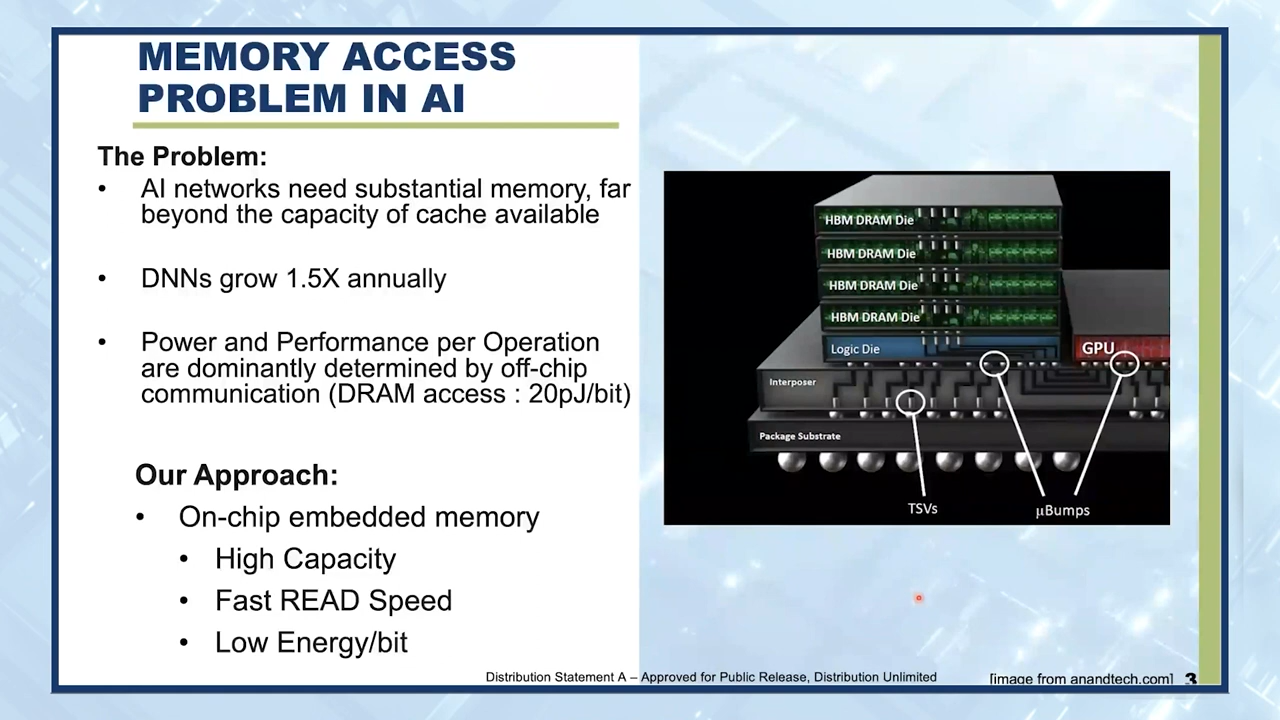 MEMORY ACCESS
PROBLEM IN AI
The Problem:
• AI networks need substantial memory, far
beyond the capacity of cache available
• DNNs grow 1.5X annually
• Power and Performance per Operation
are dominantly determined by off-chip
communication (DRAM access : 20pJ/bit)
Our Approach:
• On-chip embedded memory
• High Capacity
• Fast READ Speed
• Low Energy/bit
HBM DRAM Die
HBM DRAM Die
HBM DRAM Die
HBM DRAM Die
Logic Die
GPU
Interposer
Package Substrate
TSVs
µBumps
Distribution Statement A – Approved for Public Release, Distribution Unlimited
[image from anandtech.com]
3